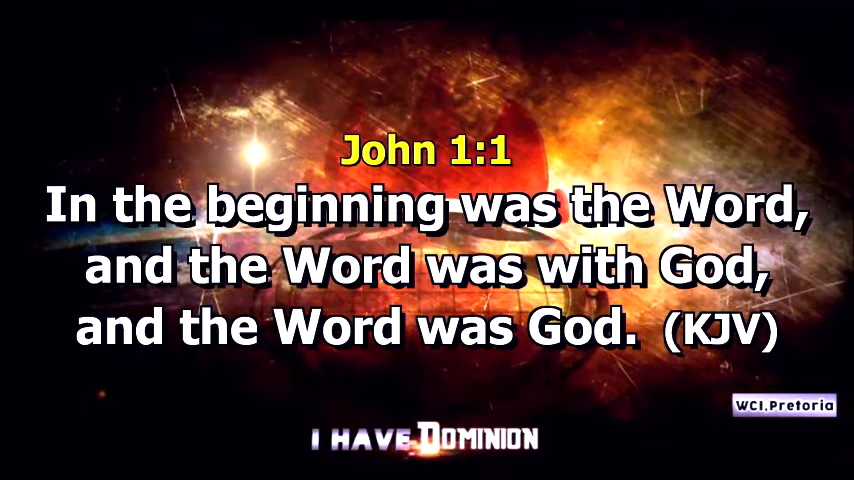 John 1:1
In the beginning was the Word,
and the Word was with God,
and the Word was God. (KJV)
WCI,Pretoria
I HAVE DOMINION